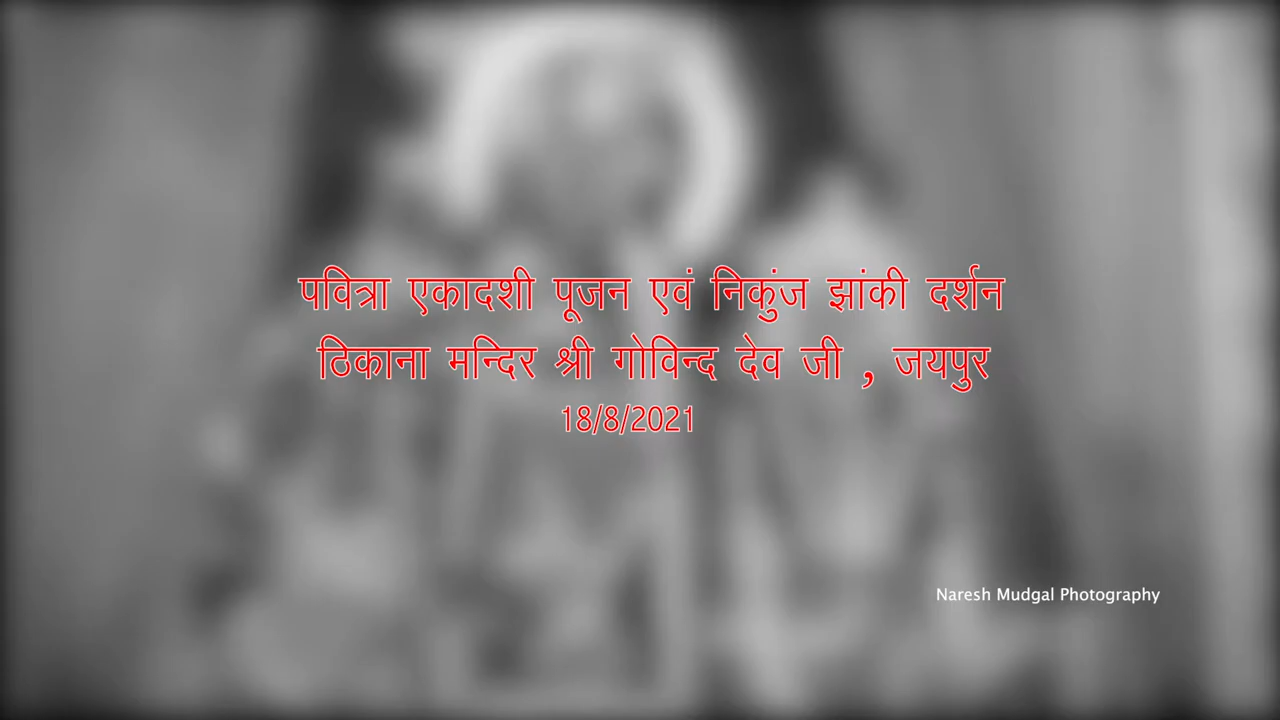 पवित्रा एकादशी पूजन एवं निकुंज झांकी दर्शन
ठिकाना मन्दिर श्री गोविन्द देव जी , जयपुर
18/8/2021
Naresh Mudgal Photography